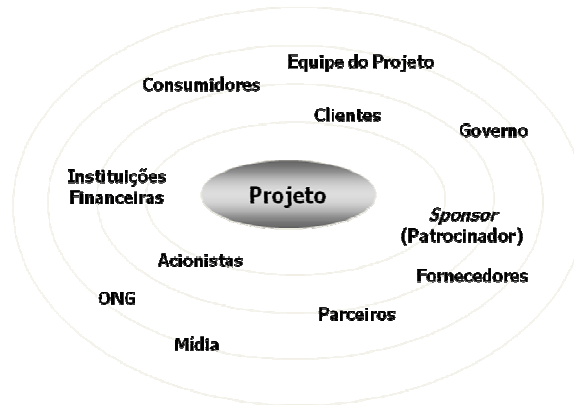 Equipe do Projeto
Consumidores
Clientes
Governo
Instituições
Financeiras
Projeto
Sponsor
(Patrocinador)
Acionistas
Fornecedores
ONG
Parceiros
Mídia